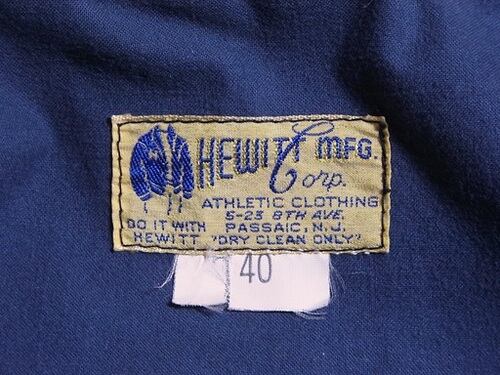 HEWITT MFG.
Corp.
ATHLETIC CLOTHING
5-23 8TH AVE.
DO IT WITH PASSAIC, N.J.
HEWITT "DRY CLEAN ONLY"
40